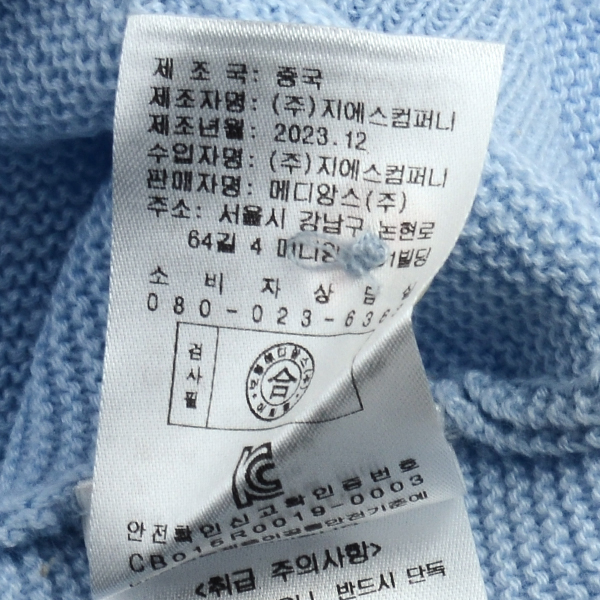 제 조 국: 중국
제조자명: (주)지에스컴퍼니
제조년월: 2023.12
수입자명: (주)지에스컴퍼니
판매자명: 메디앙스(주)
주소: 서울시 강남구 논현로
64길 4
소 비 자 상 담
080-023-636
검사필
合
안전확인신고확인증번호
CB015R0019-0003
<취급 주의사항>
반드시 단독